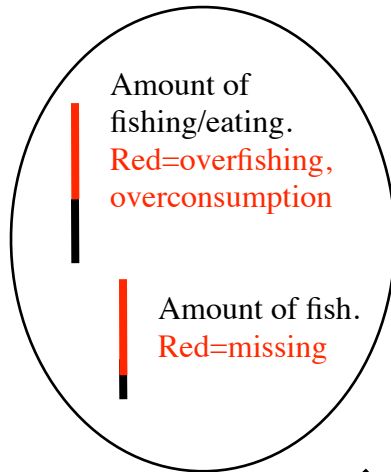 Amount of
fishing/eating.
Red=overfishing,
overconsumption
Amount of fish.
Red=missing